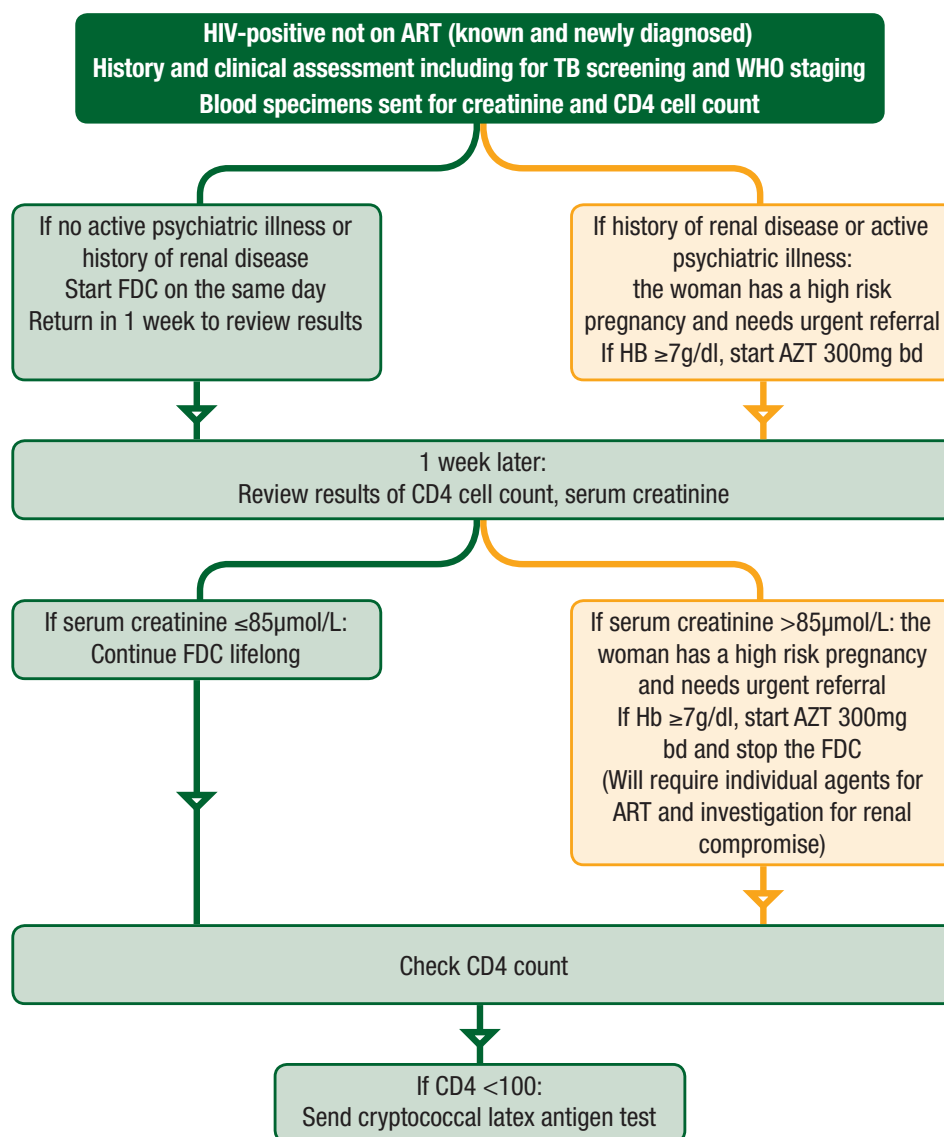 HIV-positive not on ART (known and newly diagnosed)
History and clinical assessment including for TB screening and WHO staging
Blood specimens sent for creatinine and CD4 cell count
If no active psychiatric illness or
history of renal disease
Start FDC on the same day
Return in 1 week to review results
If history of renal disease or active
psychiatric illness:
the woman has a high risk
pregnancy and needs urgent referral
If HB ≥7g/dl, start AZT 300mg bd
1 week later:
Review results of CD4 cell count, serum creatinine
If serum creatinine ≤85μmol/L:
Continue FDC lifelong
If serum creatinine >85μmol/L: the
woman has a high risk pregnancy
and needs urgent referral
If Hb ≥7g/dl, start AZT 300mg
bd and stop the FDC
(Will require individual agents for
ART and investigation for renal
compromise)
Check CD4 count
If CD4 <100:
Send cryptococcal latex antigen test